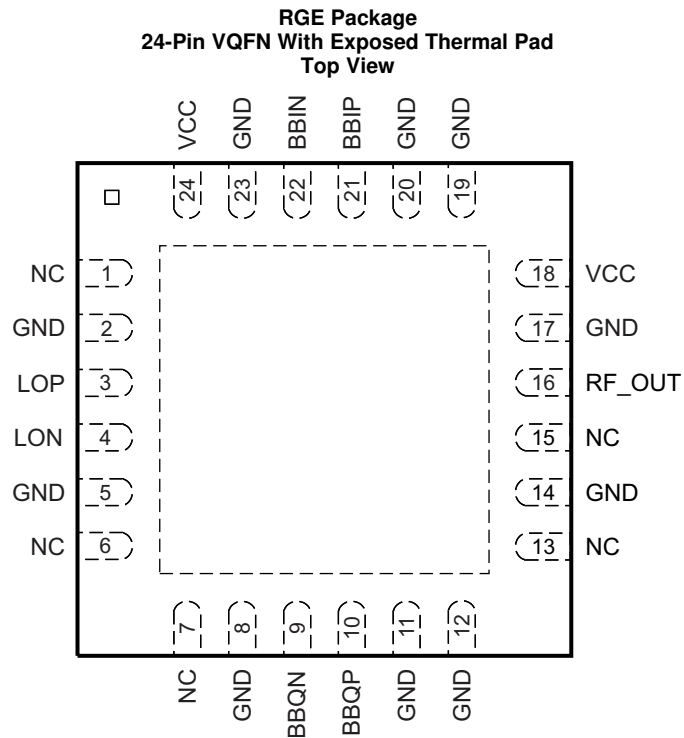 RGE Package
24-Pin VQFN With Exposed Thermal Pad
Top View
VCC GND BBIN BBIP GND GND
24 23 22 21 20 19
NC 1 18 VCC
GND 2 17 GND
LOP 3 16 RF_OUT
LON 4 15 NC
GND 5 14 GND
NC 6 13 NC
7 8 9 10 11 12
NC GND BBQN BBQP GND GND